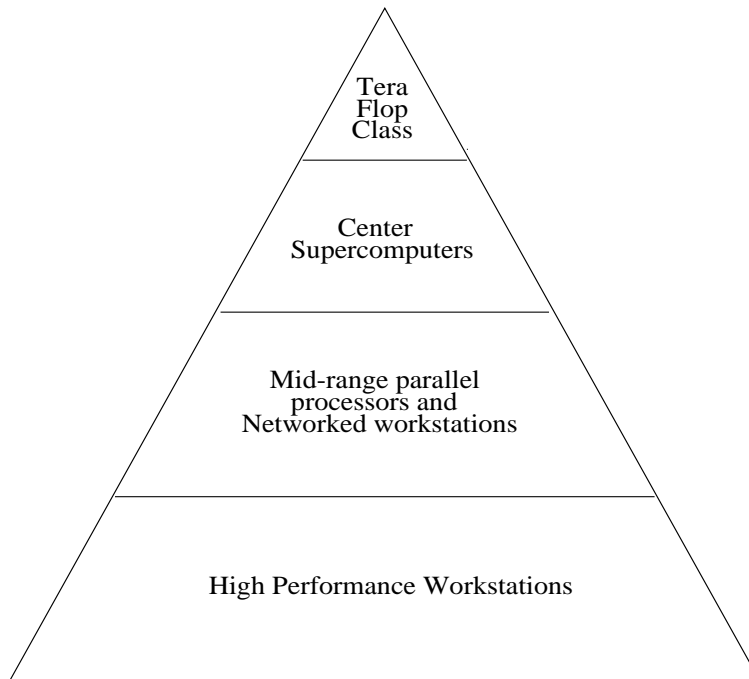 Tera
Flop
Class
Center
Supercomputers
Mid-range parallel
processors and
Networked workstations
High Performance Workstations